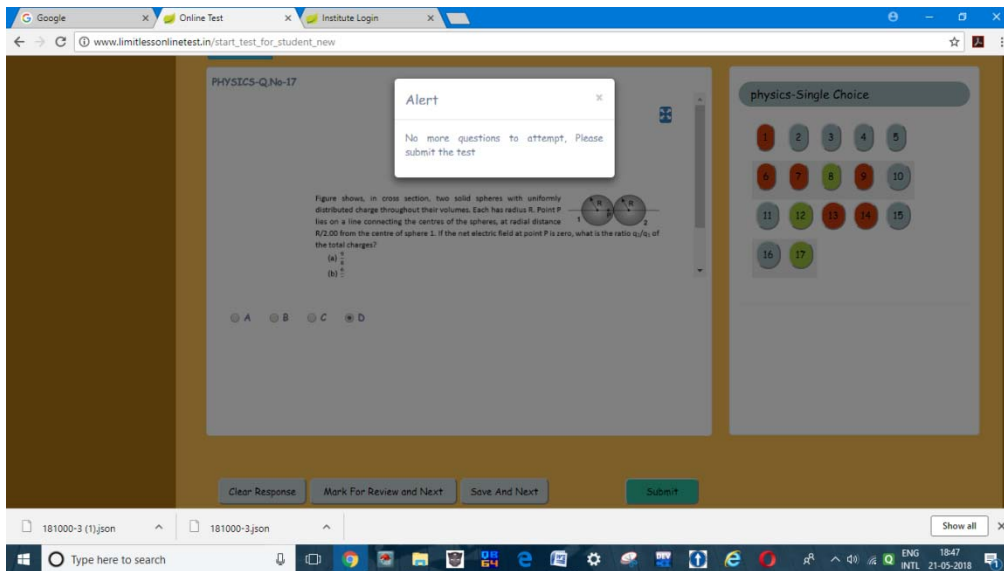 Google
Online Test
Institute Login
www.limitlessonlinetest.in/start_test_for_student_new
PHYSICS-Q.No-17
Alert
×
No more questions to attempt, Please
submit the test
Figure shows, in cross section, two solid spheres with uniformly
distributed charge throughout their volumes. Each has radius R. Point P
lies on a line connecting the centres of the spheres, at radial distance
R/2.00 from the centre of sphere 1. If the net electric field at point P is zero, what is the ratio q₂/q₁ of
the total charges?
R R
P
1 2
(a)
(b)
A B C D
physics-Single Choice
1 2 3 4 5
6 7 8 9 10
11 12 13 14 15
16 17
Clear Response Mark For Review and Next Save And Next Submit
181000-3 (1).json 181000-3.json Show all
Type here to search
ENG 18:47
INTL 21-05-2018